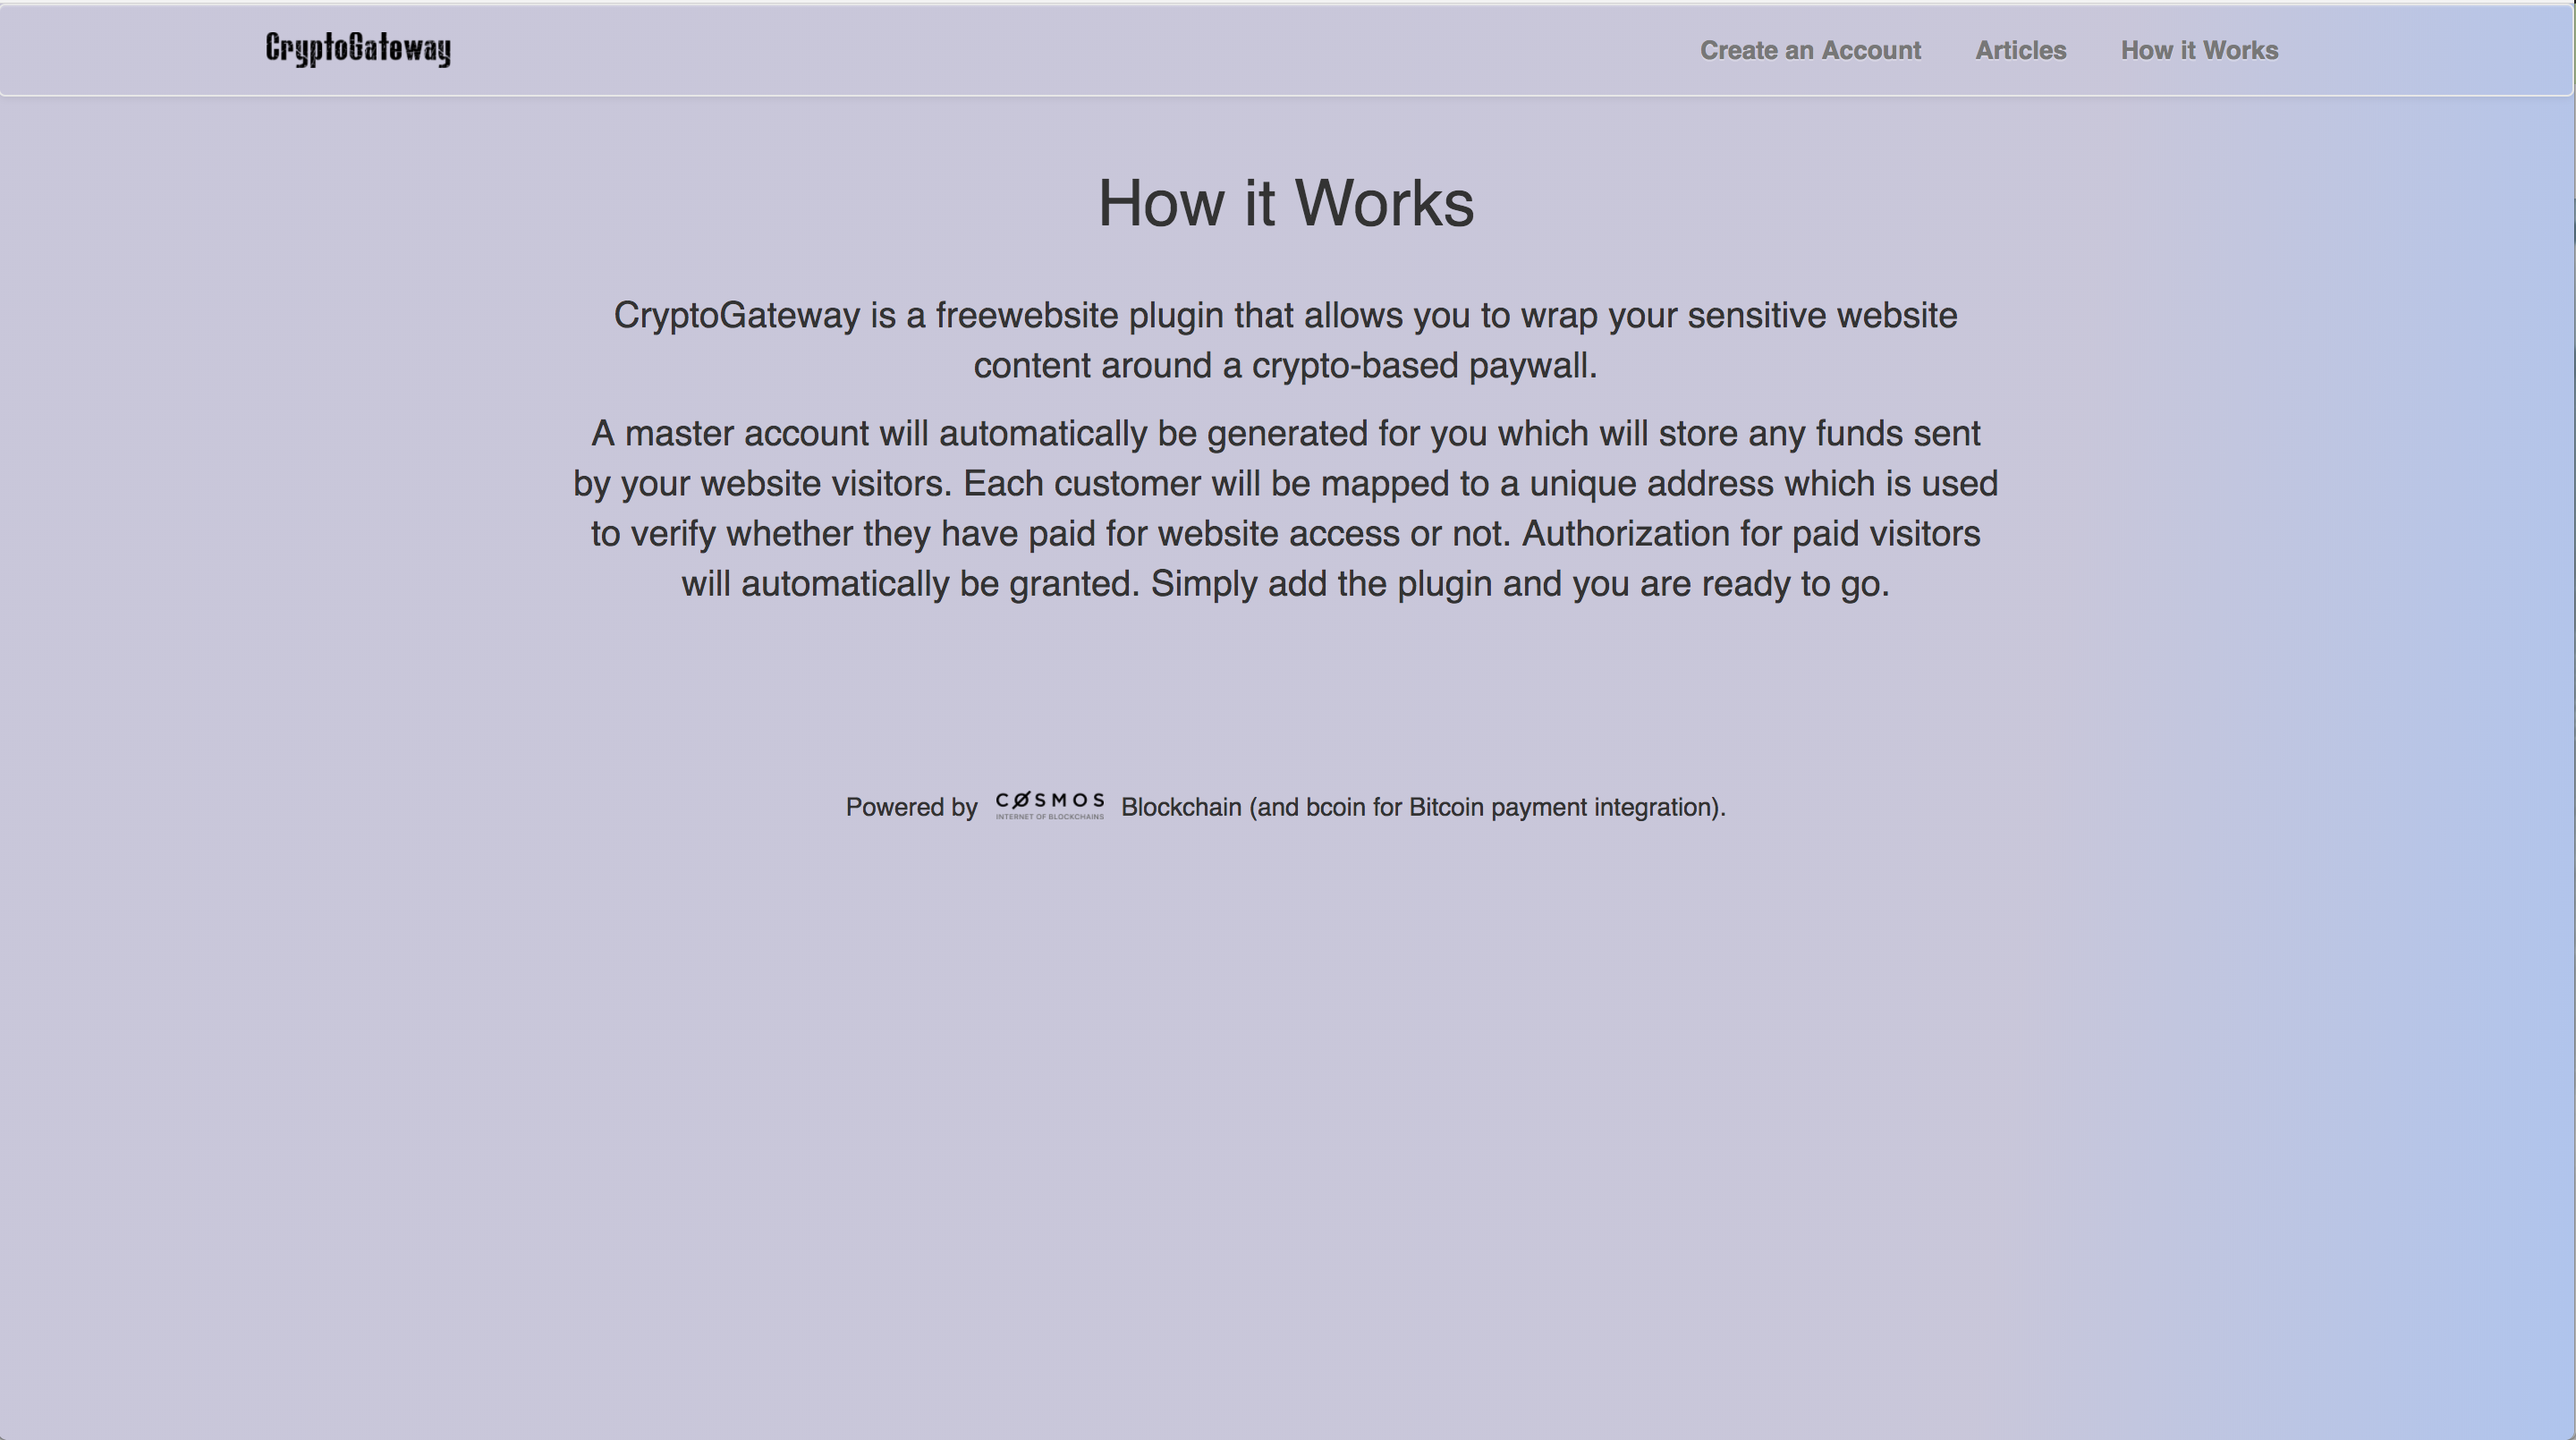 CryptoGateway
Create an Account
Articles
How it Works
How it Works
CryptoGateway is a freewebsite plugin that allows you to wrap your sensitive website
content around a crypto-based paywall.
A master account will automatically be generated for you which will store any funds sent
by your website visitors. Each customer will be mapped to a unique address which is used
to verify whether they have paid for website access or not. Authorization for paid visitors
will automatically be granted. Simply add the plugin and you are ready to go.
Powered by CØSMOS Blockchain (and bcoin for Bitcoin payment integration).
INTERNET OF BLOCKCHAINS